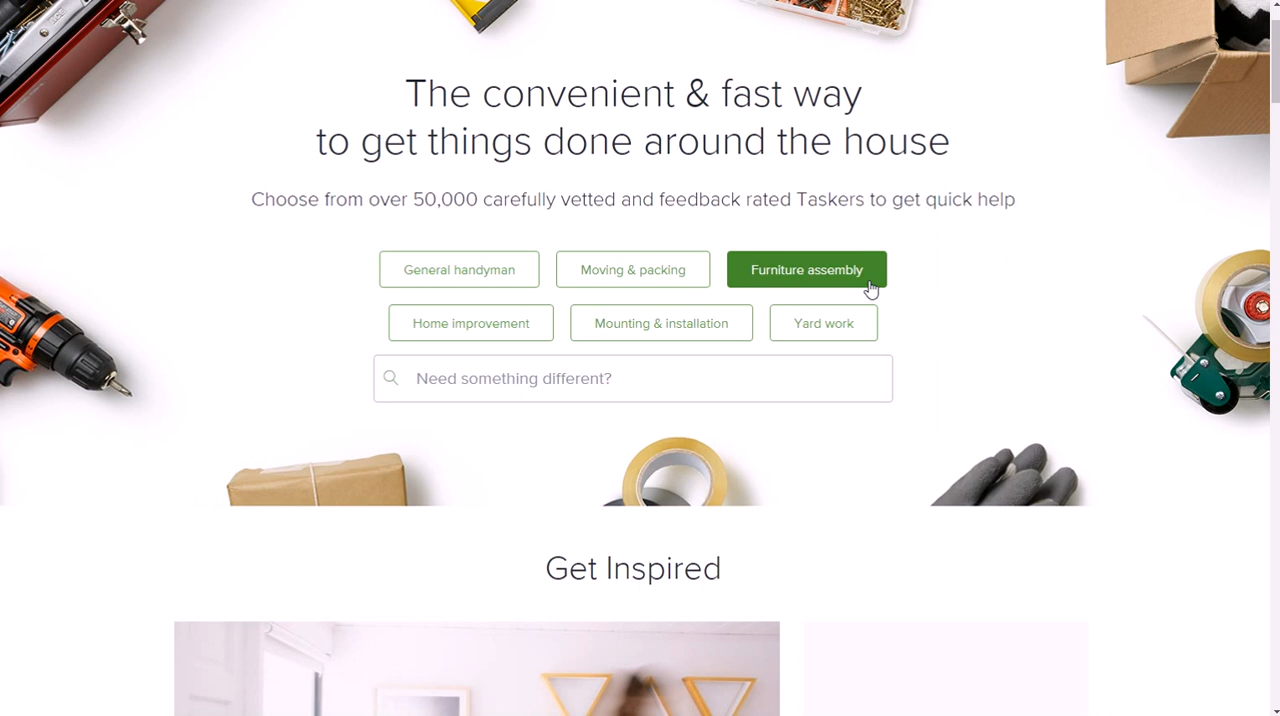 The convenient & fast way
to get things done around the house
Choose from over 50,000 carefully vetted and feedback rated Taskers to get quick help
General handyman
Moving & packing
Furniture assembly
Home improvement
Mounting & installation
Yard work
Need something different?
Get Inspired